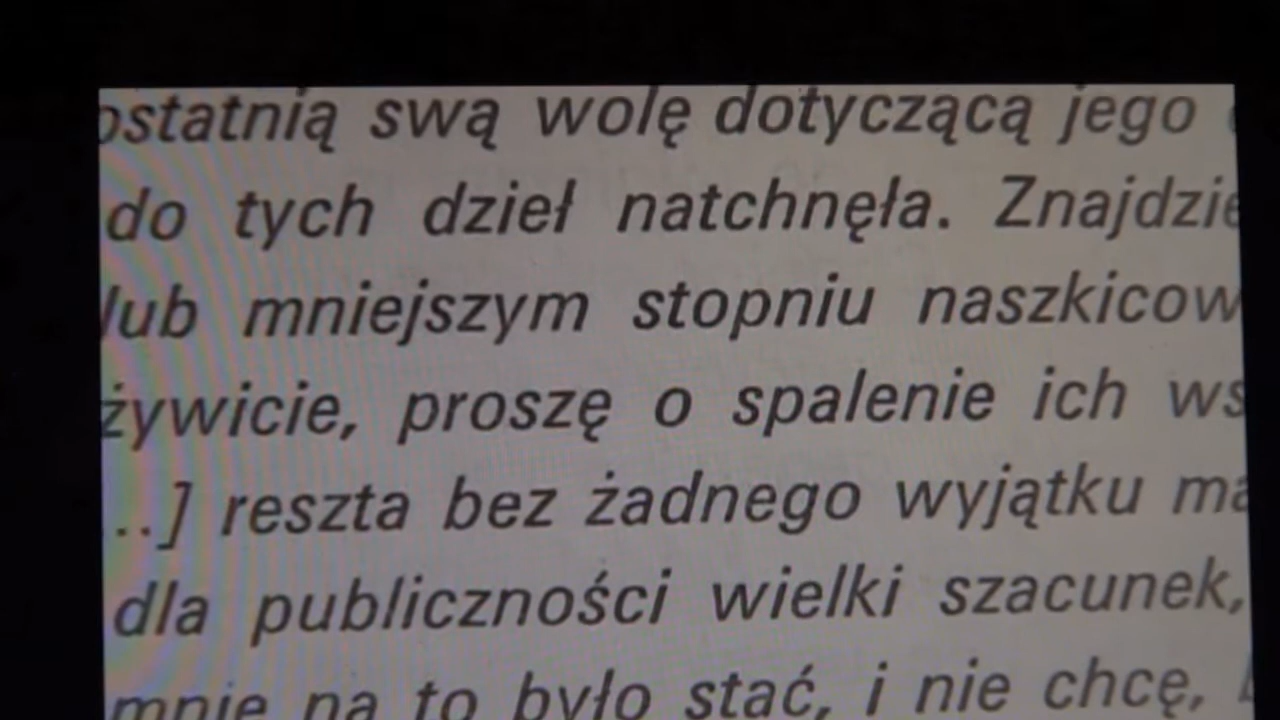 ostatnią swą wolę dotyczącą jego
do tych dzieł natchnęła. Znajdzie
lub mniejszym stopniu naszkicow
żywicie, proszę o spalenie ich ws
..] reszta bez żadnego wyjątku ma
dla publiczności wielki szacunek,
mnie na to było stać, i nie chcę,